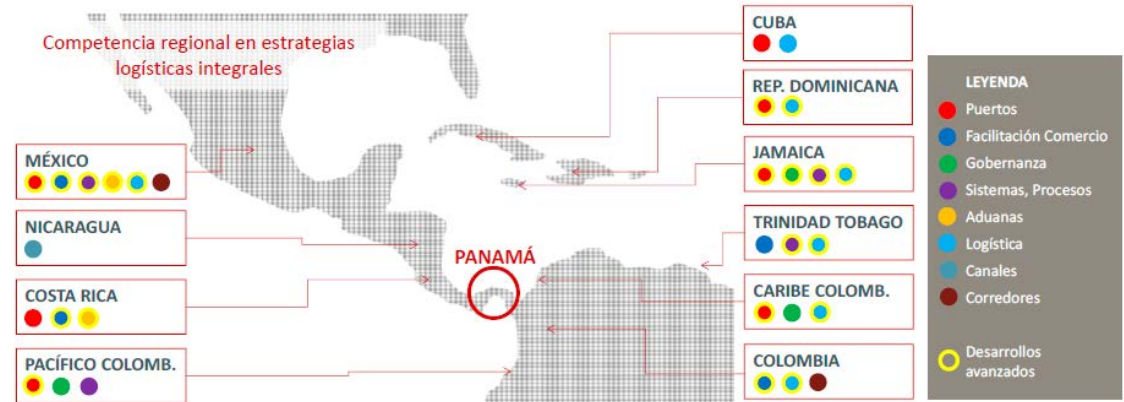 Competencia regional en estrategias
logísticas integrales
MÉXICO
NICARAGUA
COSTA RICA
PACÍFICO COLOMB.
PANAMÁ
CUBA
REP. DOMINICANA
JAMAICA
TRINIDAD TOBAGO
CARIBE COLOMB.
COLOMBIA
LEYENDA
Puertos
Facilitación Comercio
Gobernanza
Sistemas, Procesos
Aduanas
Logística
Canales
Corredores
Desarrollos
avanzados